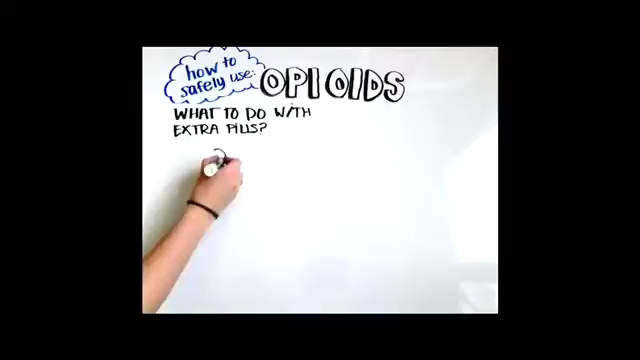 how to
safely use:
OPIOIDS
WHAT TO DO WITH
EXTRA PILLS?